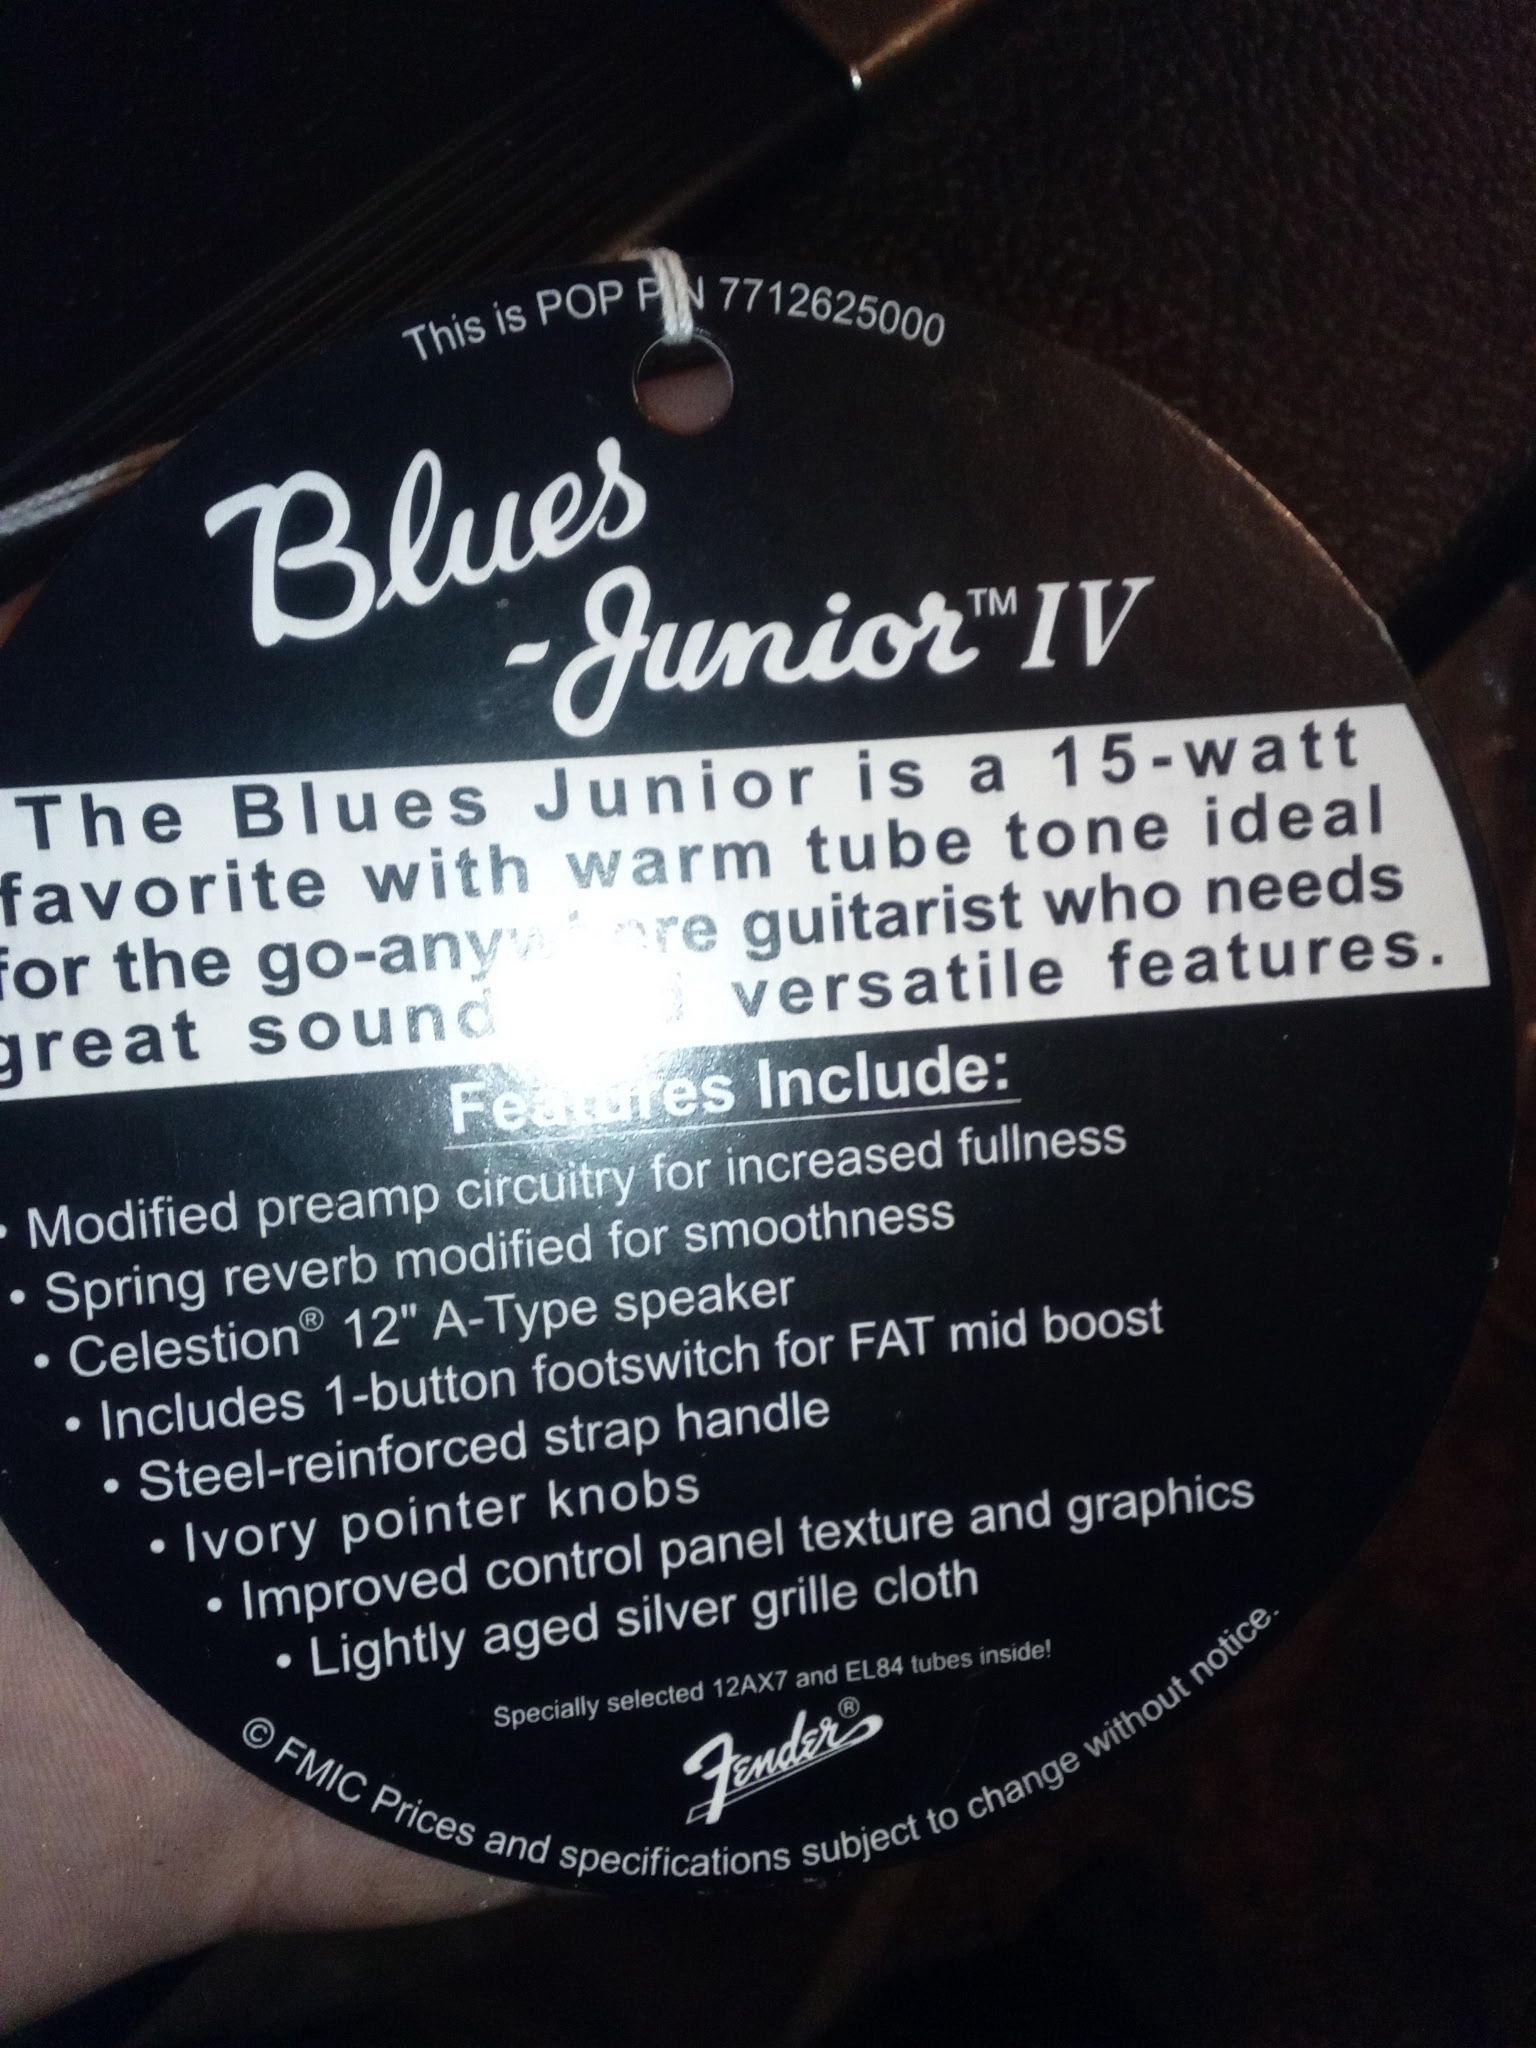 This is POP P/N 7712625000
Blues
Junior™ IV
The Blues Junior is a 15-watt
favorite with warm tube tone ideal
for the go-anywhere guitarist who needs
great sound versatile features.
Features Include:
• Modified preamp circuitry for increased fullness
• Spring reverb modified for smoothness
• Celestion® 12" A-Type speaker
• Includes 1-button footswitch for FAT mid boost
• Steel-reinforced strap handle
• Ivory pointer knobs
• Improved control panel texture and graphics
• Lightly aged silver grille cloth
Specially selected 12AX7 and EL84 tubes inside!
Fender®
© FMIC Prices and specifications subject to change without notice.